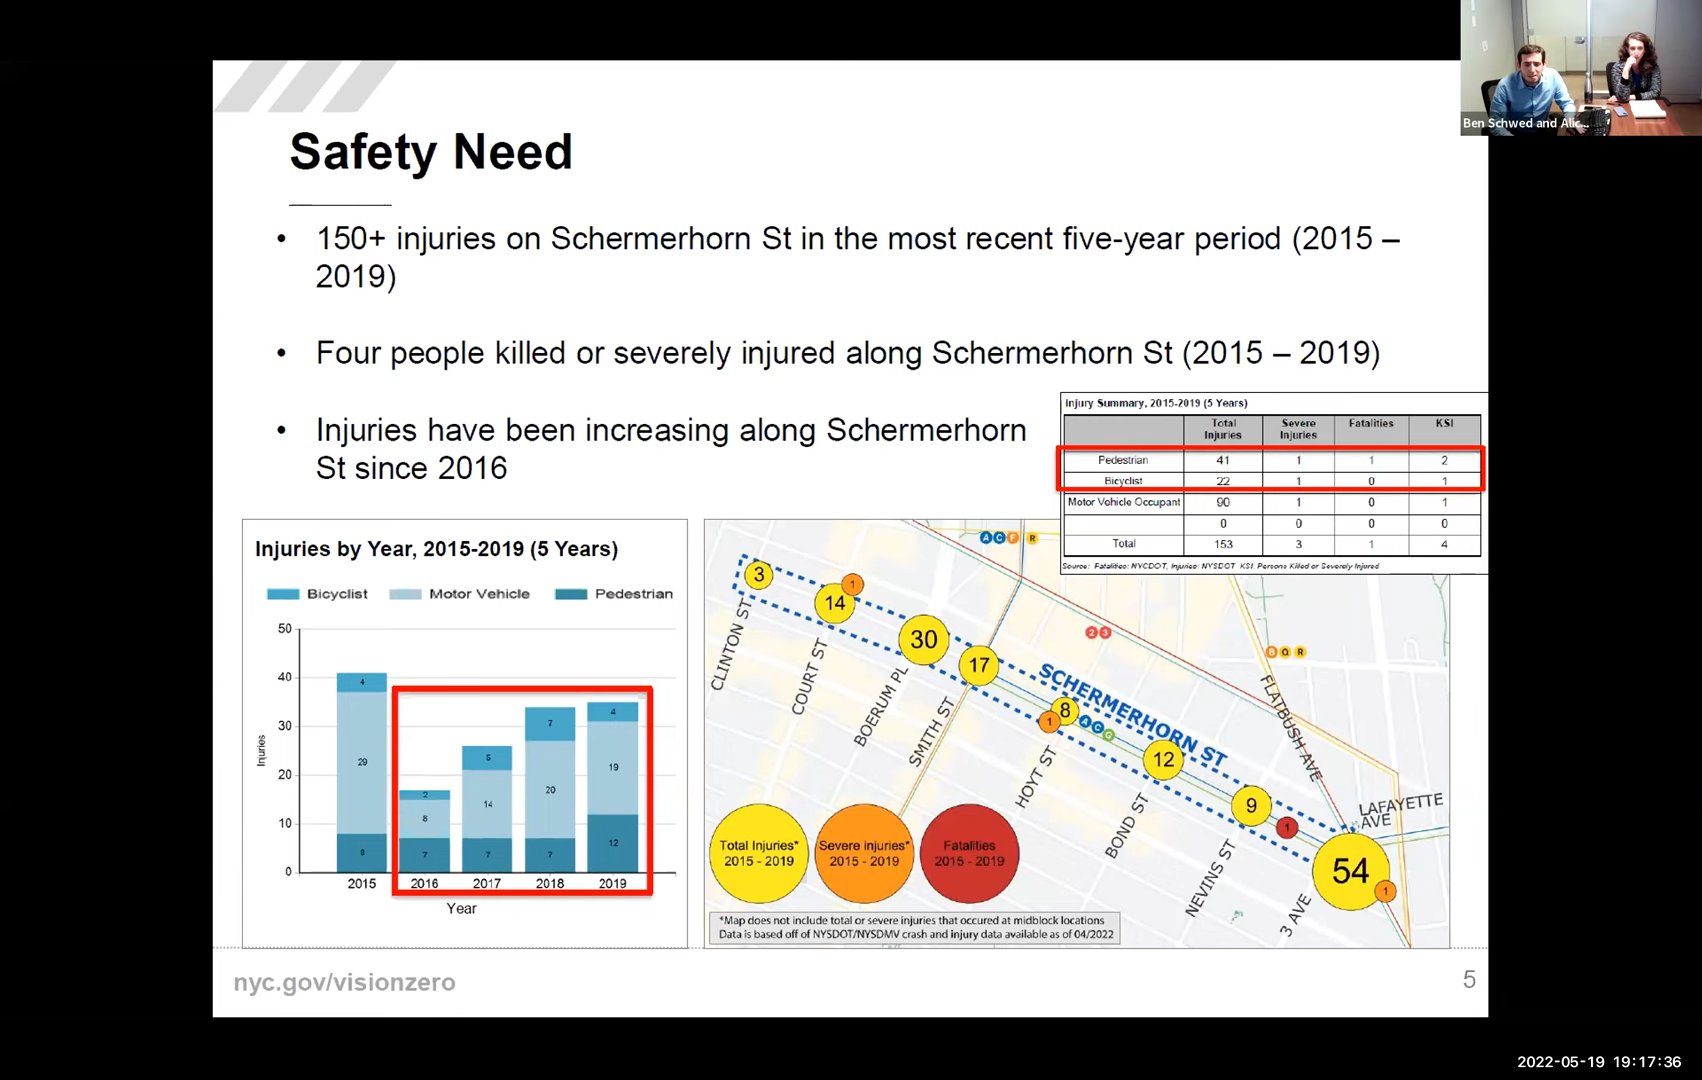 Ben Schwed and Alic...
Safety Need
• 150+ injuries on Schermerhorn St in the most recent five-year period (2015 –
2019)
• Four people killed or severely injured along Schermerhorn St (2015 – 2019)
• Injuries have been increasing along Schermerhorn
St since 2016
Injury Summary, 2015-2019 (5 Years)
Total Injuries Severe Injuries Fatalities KSI
Pedestrian 41 1 1 2
Bicyclist 22 1 0 1
Motor Vehicle Occupant 90 1 0 1
0 0 0 0
Total 153 3 1 4
Source: Fatalities: NYCDOT, Injuries: NYSDOT KSI: Persons Killed or Severely Injured
Injuries by Year, 2015-2019 (5 Years)
Bicyclist Motor Vehicle Pedestrian
50
40
30
20
10
0
Injuries
4
29
8
2
8
7
5
14
7
7
20
7
4
19
12
2015 2016 2017 2018 2019
Year
A C F R
2 3
B Q R
3
14
1
30
17
8
1
A C G
12
9
1
54
1
SCHERMERHORN ST
CLINTON ST
COURT ST
BOERUM PL
SMITH ST
HOYT ST
BOND ST
NEVINS ST
3 AVE
FLATBUSH AVE
LAFAYETTE
AVE
Total Injuries*
2015 - 2019
Severe injuries*
2015 - 2019
Fatalities
2015 - 2019
*Map does not include total or severe injuries that occured at midblock locations
Data is based off of NYSDOT/NYSDMV crash and injury data available as of 04/2022
nyc.gov/visionzero
5
2022-05-19 19:17:36